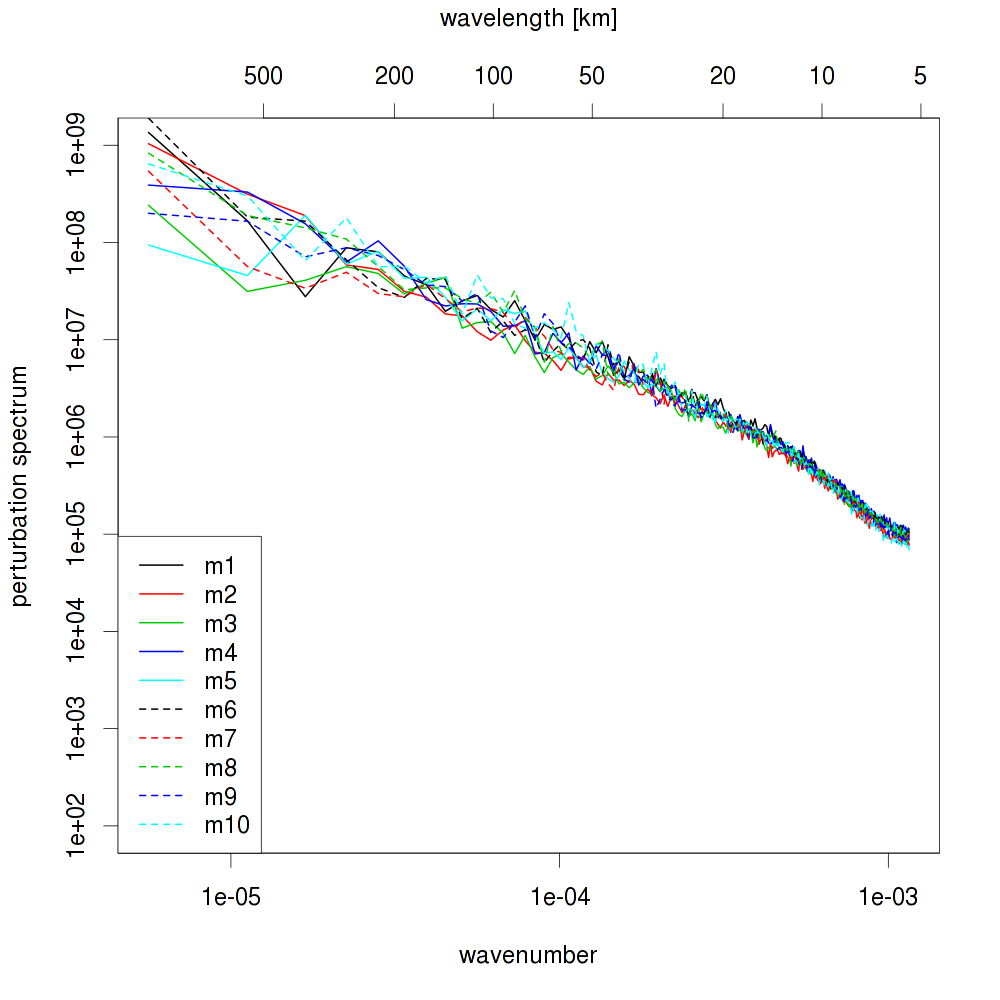 wavelength [km]
500 200 100 50 20 10 5
perturbation spectrum
1e+09
1e+08
1e+07
1e+06
1e+05
1e+04
1e+03
1e+02
m1
m2
m3
m4
m5
m6
m7
m8
m9
m10
1e-05 1e-04 1e-03
wavenumber